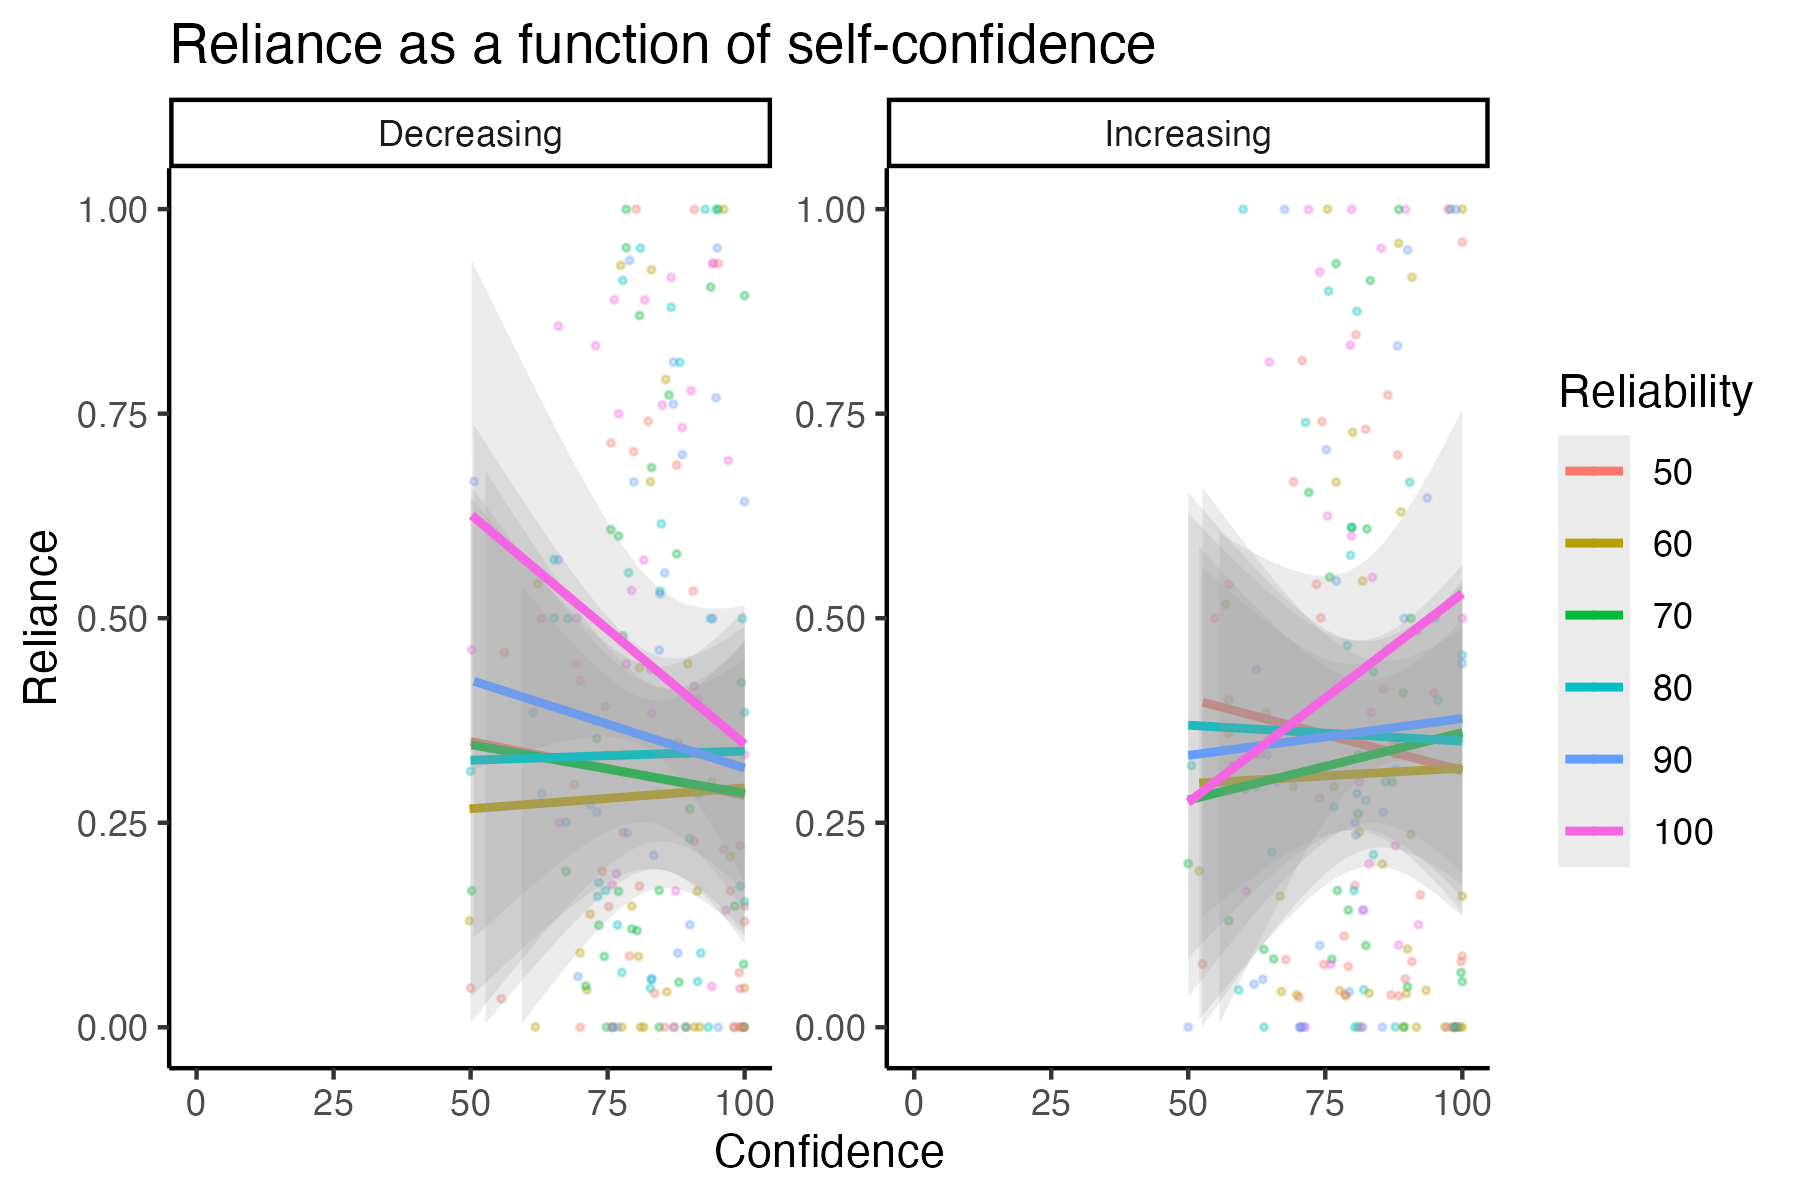 Reliance as a function of self-confidence
Decreasing
Increasing
1.00
0.75
0.50
0.25
0.00
1.00
0.75
0.50
0.25
0.00
Reliance
0 25 50 75 100
0 25 50 75 100
Confidence
Reliability
50
60
70
80
90
100